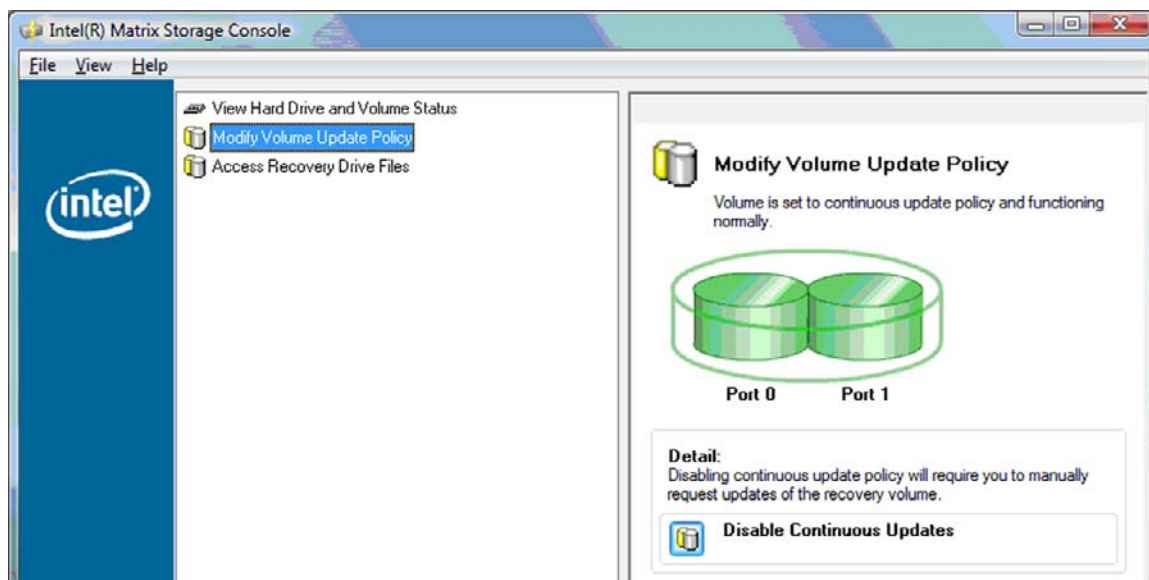 Intel(R) Matrix Storage Console
File View Help
View Hard Drive and Volume Status
Modify Volume Update Policy
Access Recovery Drive Files
intel
Modify Volume Update Policy
Volume is set to continuous update policy and functioning
normally.
Port 0 Port 1
Detail:
Disabling continuous update policy will require you to manually
request updates of the recovery volume.
Disable Continuous Updates